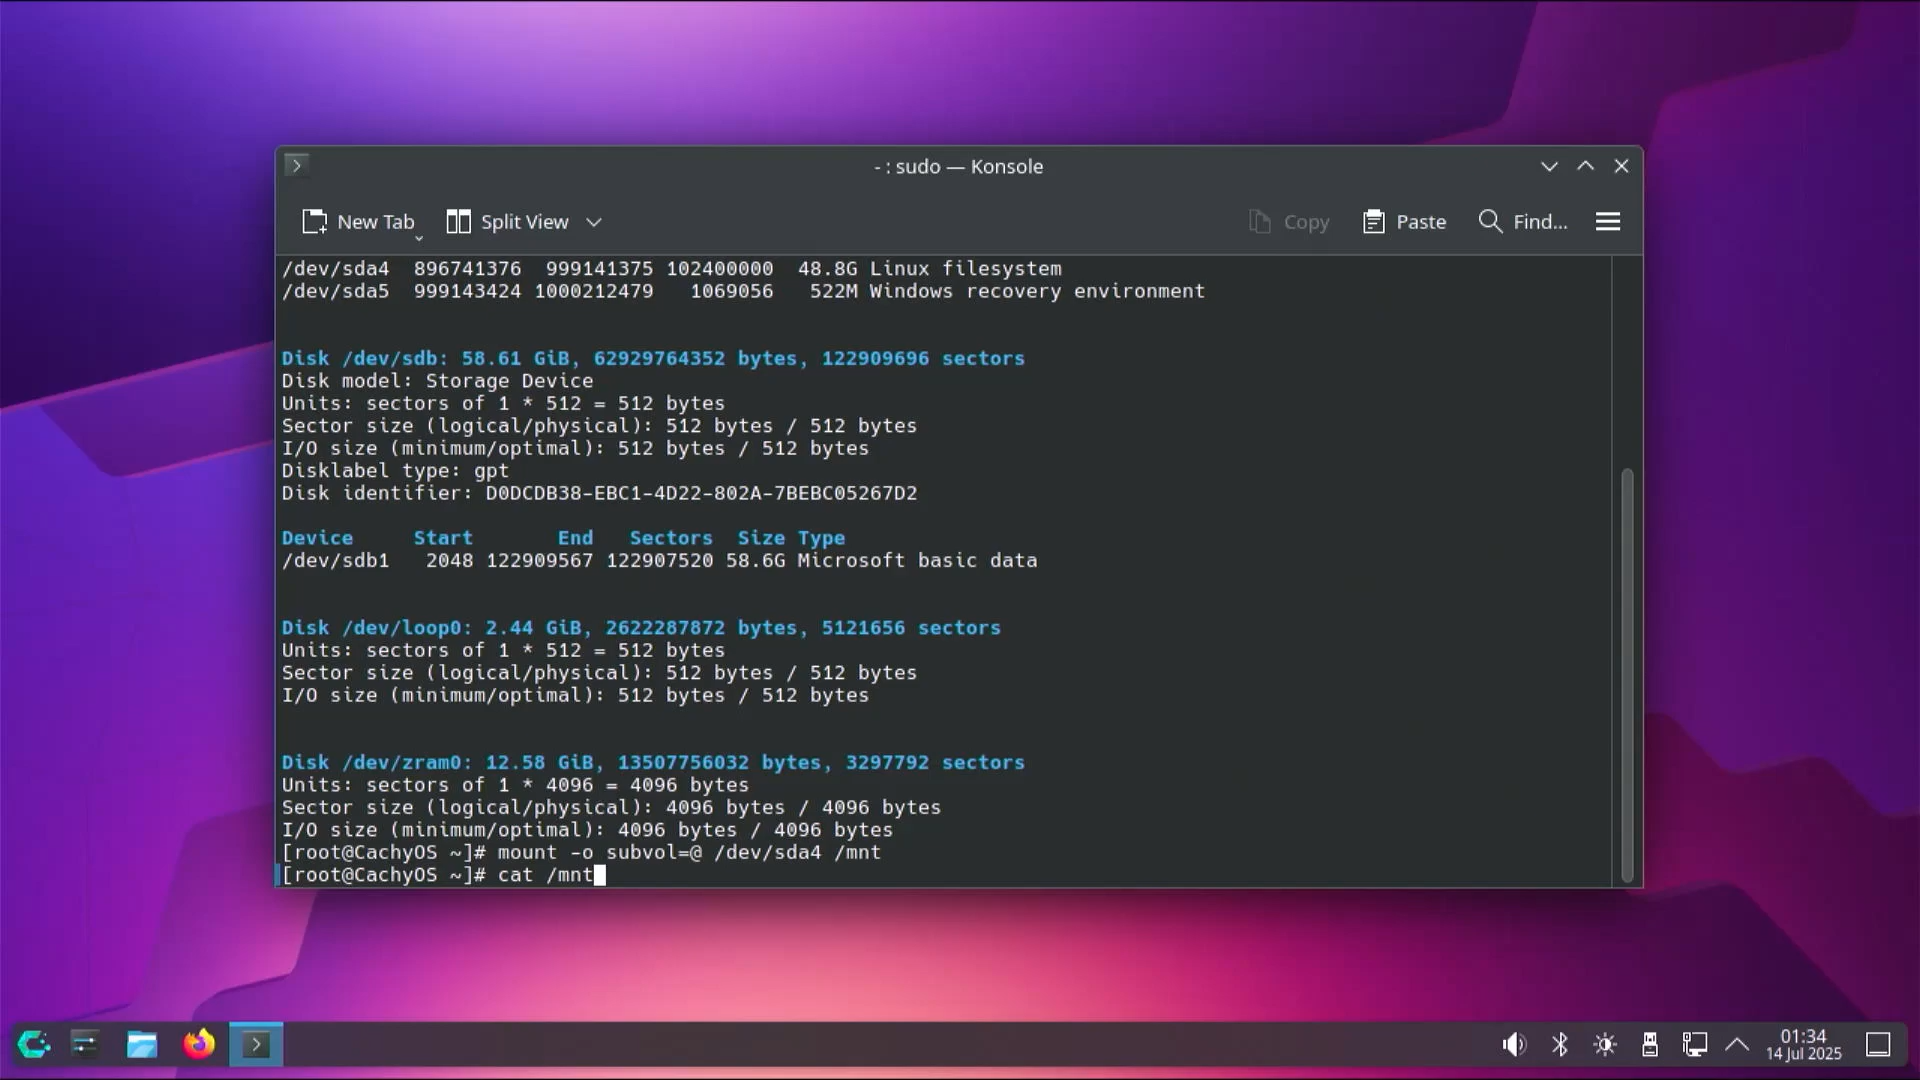 - : sudo — Konsole
New Tab Split View Copy Paste Find...
/dev/sda4  896741376  999141375 102400000  48.8G Linux filesystem
/dev/sda5  999143424 1000212479   1069056   522M Windows recovery environment
Disk /dev/sdb: 58.61 GiB, 62929764352 bytes, 122909696 sectors
Disk model: Storage Device
Units: sectors of 1 * 512 = 512 bytes
Sector size (logical/physical): 512 bytes / 512 bytes
I/O size (minimum/optimal): 512 bytes / 512 bytes
Disklabel type: gpt
Disk identifier: D0DCDB38-EBC1-4D22-802A-7BEBC05267D2
Device     Start       End   Sectors  Size Type
/dev/sdb1   2048 122909567 122907520 58.6G Microsoft basic data
Disk /dev/loop0: 2.44 GiB, 2622287872 bytes, 5121656 sectors
Units: sectors of 1 * 512 = 512 bytes
Sector size (logical/physical): 512 bytes / 512 bytes
I/O size (minimum/optimal): 512 bytes / 512 bytes
Disk /dev/zram0: 12.58 GiB, 13507756032 bytes, 3297792 sectors
Units: sectors of 1 * 4096 = 4096 bytes
Sector size (logical/physical): 4096 bytes / 4096 bytes
I/O size (minimum/optimal): 4096 bytes / 4096 bytes
[root@CachyOS ~]# mount -o subvol=@ /dev/sda4 /mnt
[root@CachyOS ~]# cat /mnt
01:34
14 Jul 2025